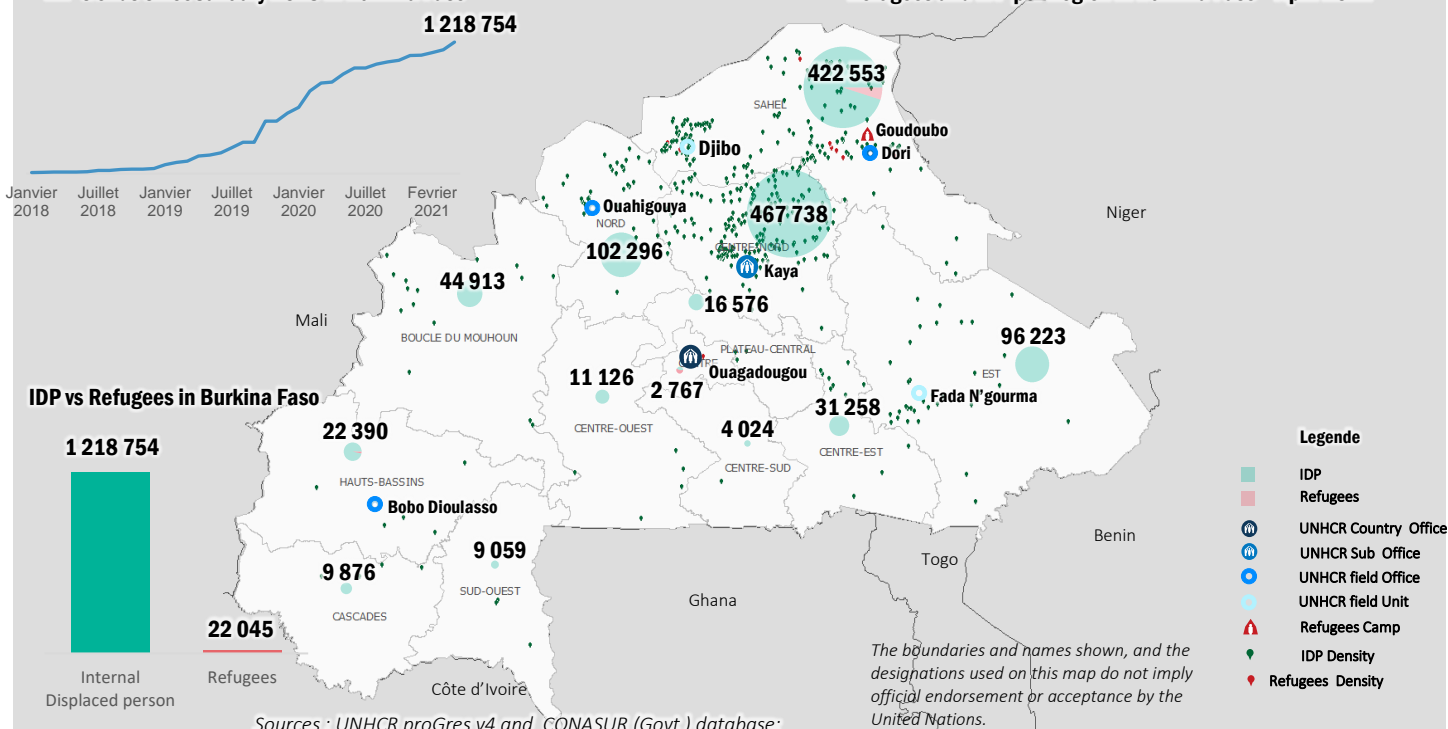 1 218 754
Janvier 2018
Juillet 2018
Janvier 2019
Juillet 2019
Janvier 2020
Juillet 2020
Fevrier 2021
422 553
SAHEL
Goudoubo
Djibo
Dori
Ouahigouya
NORD
467 738
Niger
102 296
CENTRE-NORD
Kaya
44 913
16 576
Mali
BOUCLE DU MOUHOUN
96 223
PLATEAU-CENTRAL
CENTRE
Ouagadougou
EST
11 126
2 767
IDP vs Refugees in Burkina Faso
Fada N'gourma
31 258
22 390
CENTRE-OUEST
4 024
CENTRE-EST
1 218 754
CENTRE-SUD
HAUTS-BASSINS
Bobo Dioulasso
9 059
9 876
SUD-OUEST
CASCADES
22 045
Internal
Displaced person
Refugees
Benin
Togo
Ghana
Côte d'Ivoire
Legende
IDP
Refugees
UNHCR Country Office
UNHCR Sub Office
UNHCR field Office
UNHCR field Unit
Refugees Camp
IDP Density
Refugees Density
The boundaries and names shown, and the
designations used on this map do not imply
official endorsement or acceptance by the
United Nations.
Sources : UNHCR proGres v4 and CONASUR (Govt.) database;